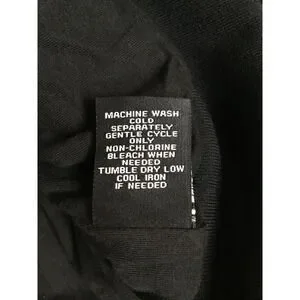 MACHINE WASH
COLD
SEPARATELY
GENTLE CYCLE
ONLY
NON-CHLORINE
BLEACH WHEN
NEEDED
TUMBLE DRY LOW
COOL IRON
IF NEEDED